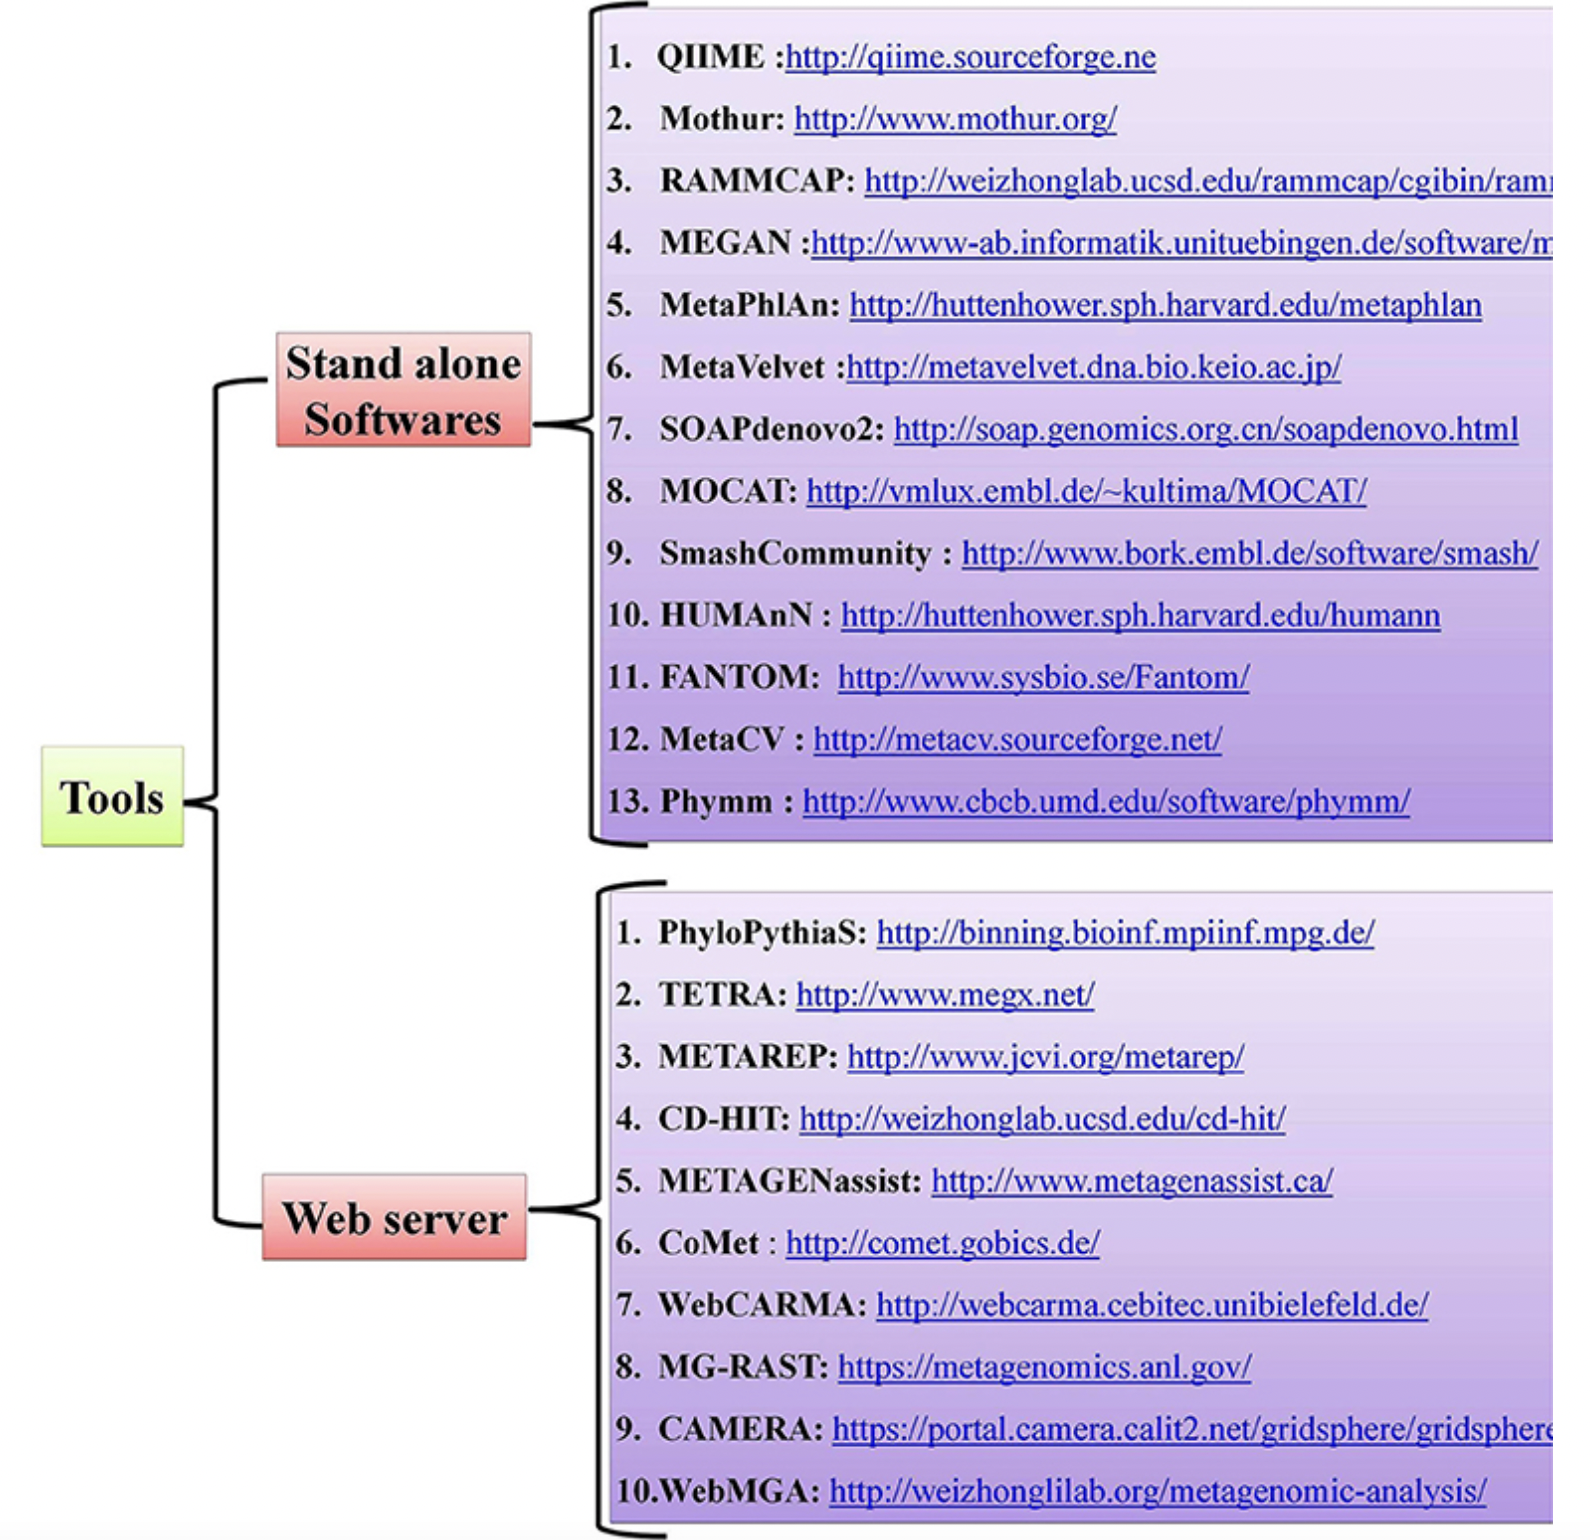 Tools
Stand alone
Softwares
1. QIIME :http://qiime.sourceforge.ne
2. Mothur: http://www.mothur.org/
3. RAMMCAP: http://weizhonglab.ucsd.edu/rammcap/cgibin/ram
4. MEGAN :http://www-ab.informatik.unituebingen.de/software/m
5. MetaPhlAn: http://huttenhower.sph.harvard.edu/metaphlan
6. MetaVelvet :http://metavelvet.dna.bio.keio.ac.jp/
7. SOAPdenovo2: http://soap.genomics.org.cn/soapdenovo.html
8. MOCAT: http://vmlux.embl.de/~kultima/MOCAT/
9. SmashCommunity : http://www.bork.embl.de/software/smash/
10. HUMAnN : http://huttenhower.sph.harvard.edu/humann
11. FANTOM: http://www.sysbio.se/Fantom/
12. MetaCV : http://metacv.sourceforge.net/
13. Phymm : http://www.cbcb.umd.edu/software/phymm/
Web server
1. PhyloPythiaS: http://binning.bioinf.mpiinf.mpg.de/
2. TETRA: http://www.megx.net/
3. METAREP: http://www.jcvi.org/metarep/
4. CD-HIT: http://weizhonglab.ucsd.edu/cd-hit/
5. METAGENassist: http://www.metagenassist.ca/
6. CoMet : http://comet.gobics.de/
7. WebCARMA: http://webcarma.cebitec.unibielefeld.de/
8. MG-RAST: https://metagenomics.anl.gov/
9. CAMERA: https://portal.camera.calit2.net/gridsphere/gridsphere
10.WebMGA: http://weizhonglilab.org/metagenomic-analysis/